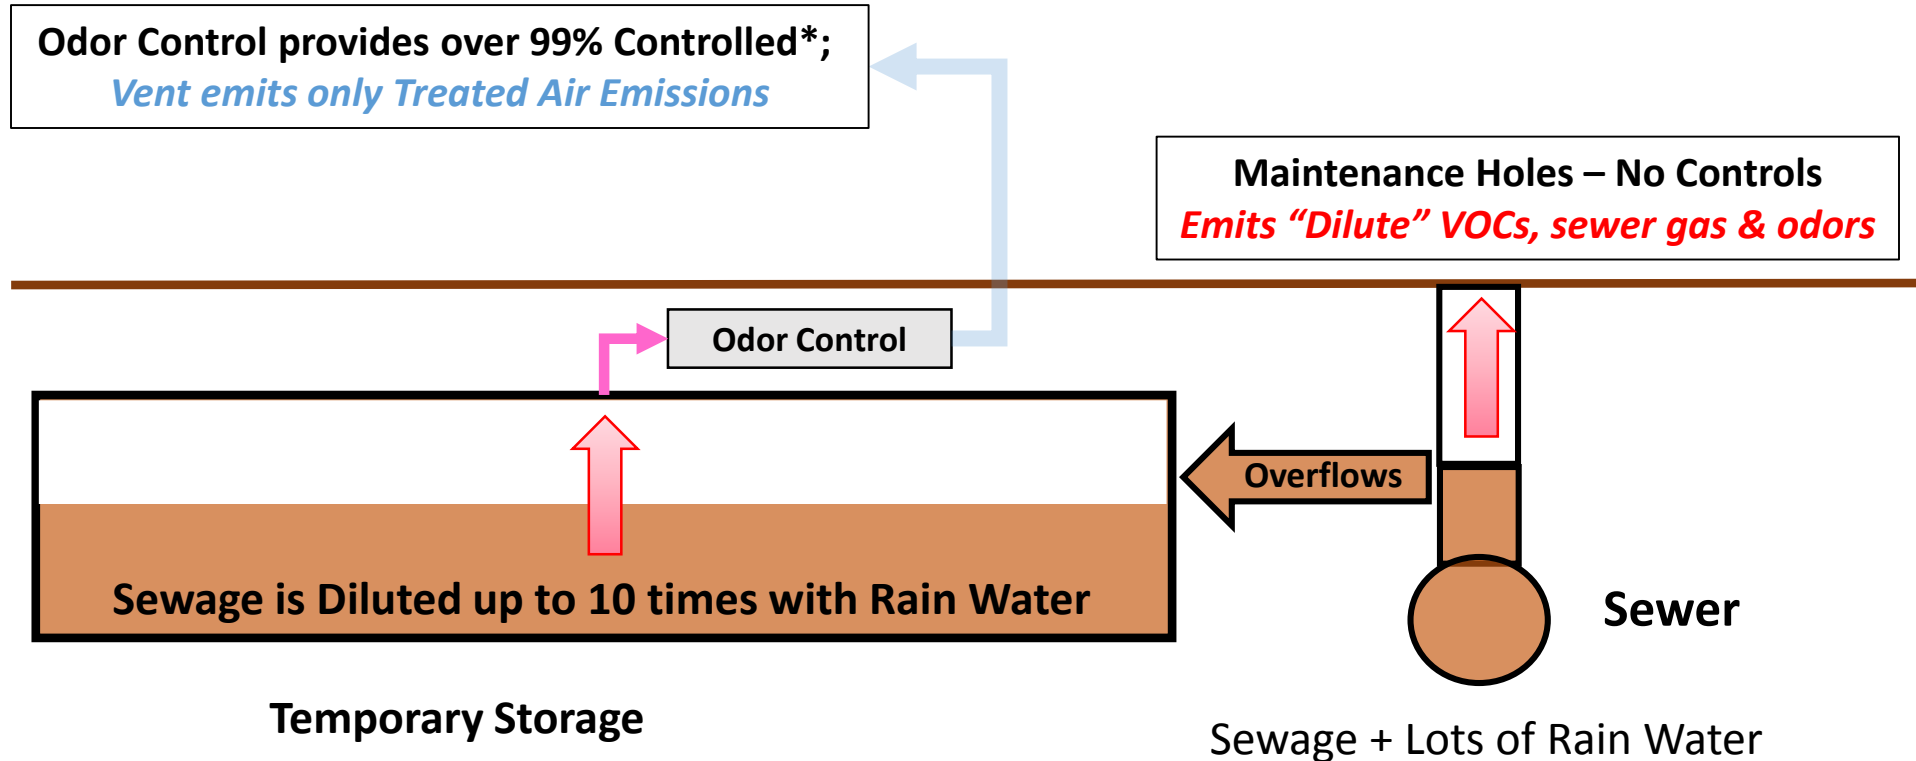 Odor Control provides over 99% Controlled*;
Vent emits only Treated Air Emissions
Maintenance Holes – No Controls
Emits “Dilute” VOCs, sewer gas & odors
Odor Control
Overflows
Sewage is Diluted up to 10 times with Rain Water
Sewer
Temporary Storage
Sewage + Lots of Rain Water